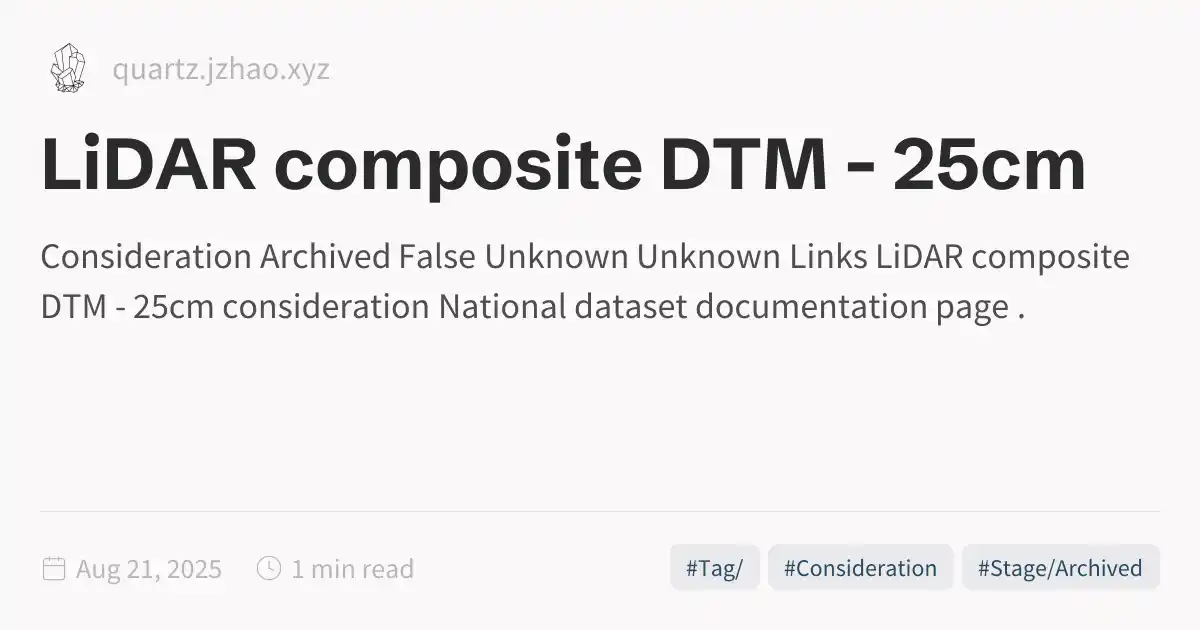 quartz.jzhao.xyz
LiDAR composite DTM - 25cm
Consideration Archived False Unknown Unknown Links LiDAR composite
DTM - 25cm consideration National dataset documentation page .
Aug 21, 2025 1 min read #Tag/ #Consideration #Stage/Archived